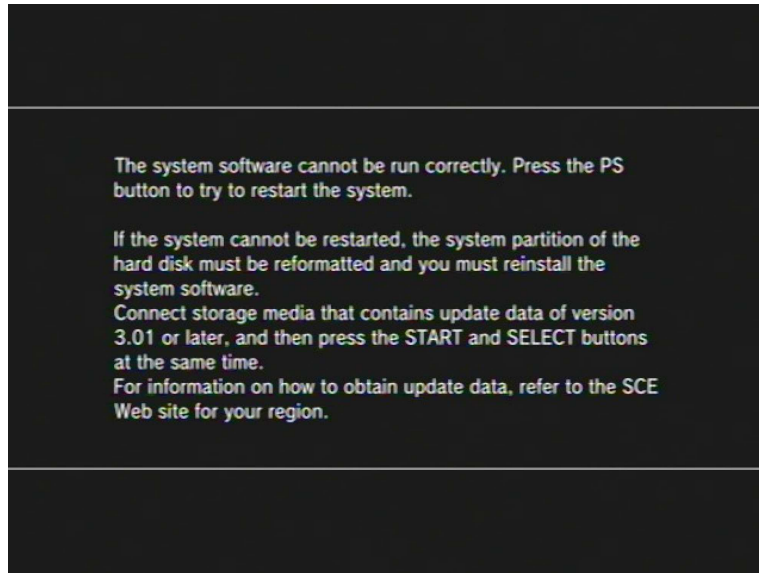 The system software cannot be run correctly. Press the PS
button to try to restart the system.
If the system cannot be restarted, the system partition of the
hard disk must be reformatted and you must reinstall the
system software.
Connect storage media that contains update data of version
3.01 or later, and then press the START and SELECT buttons
at the same time.
For information on how to obtain update data, refer to the SCE
Web site for your region.